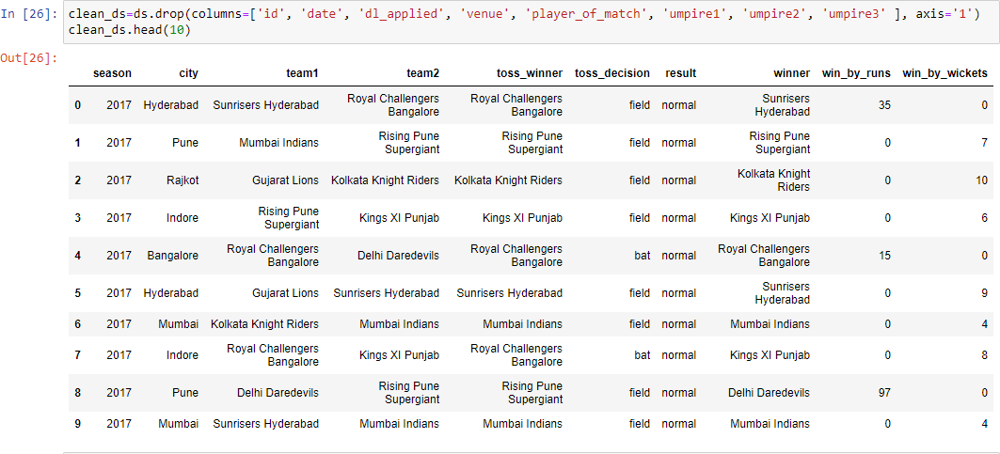 In [26]: clean_ds=ds.drop(columns=['id', 'date', 'dl_applied', 'venue', 'player_of_match', 'umpire1', 'umpire2', 'umpire3' ], axis='1')
clean_ds.head(10)
Out[26]:
season city team1 team2 toss_winner toss_decision result winner win_by_runs win_by_wickets
0 2017 Hyderabad Sunrisers Hyderabad Royal Challengers Bangalore Royal Challengers Bangalore field normal Sunrisers Hyderabad 35 0
1 2017 Pune Mumbai Indians Rising Pune Supergiant Rising Pune Supergiant field normal Rising Pune Supergiant 0 7
2 2017 Rajkot Gujarat Lions Kolkata Knight Riders Kolkata Knight Riders field normal Kolkata Knight Riders 0 10
3 2017 Indore Rising Pune Supergiant Kings XI Punjab Kings XI Punjab field normal Kings XI Punjab 0 6
4 2017 Bangalore Royal Challengers Bangalore Delhi Daredevils Royal Challengers Bangalore bat normal Royal Challengers Bangalore 15 0
5 2017 Hyderabad Gujarat Lions Sunrisers Hyderabad Sunrisers Hyderabad field normal Sunrisers Hyderabad 0 9
6 2017 Mumbai Kolkata Knight Riders Mumbai Indians Mumbai Indians field normal Mumbai Indians 0 4
7 2017 Indore Royal Challengers Bangalore Kings XI Punjab Royal Challengers Bangalore bat normal Kings XI Punjab 0 8
8 2017 Pune Delhi Daredevils Rising Pune Supergiant Rising Pune Supergiant field normal Delhi Daredevils 97 0
9 2017 Mumbai Sunrisers Hyderabad Mumbai Indians Mumbai Indians field normal Mumbai Indians 0 4